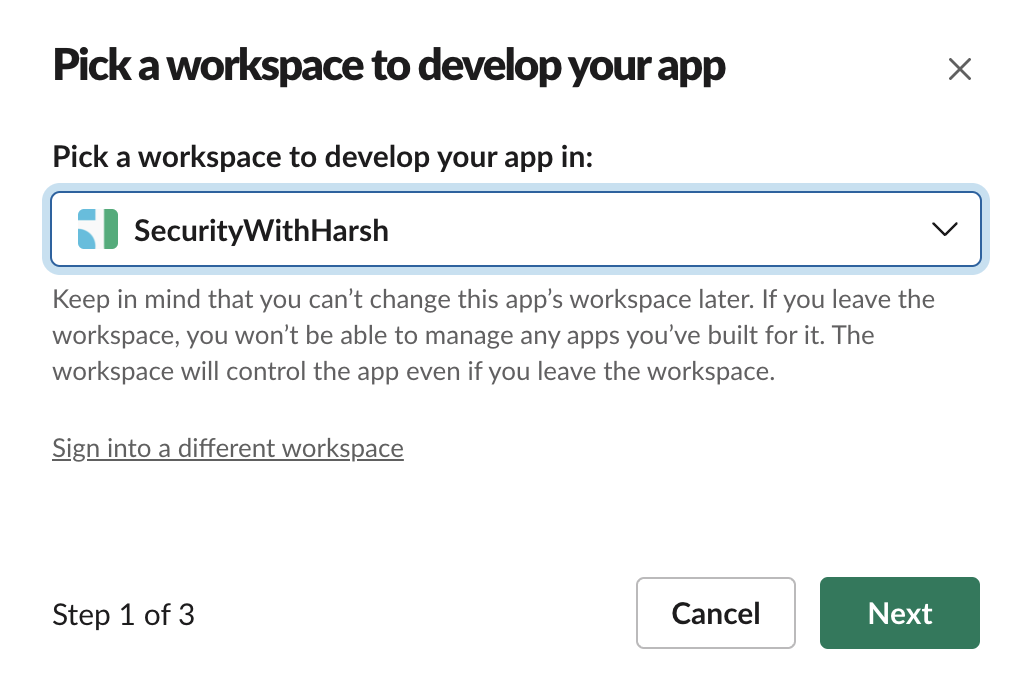 Pick a workspace to develop your app
Pick a workspace to develop your app in:
SecurityWithHarsh
Keep in mind that you can’t change this app’s workspace later. If you leave the
workspace, you won’t be able to manage any apps you’ve built for it. The
workspace will control the app even if you leave the workspace.
Sign into a different workspace
Step 1 of 3
Cancel
Next